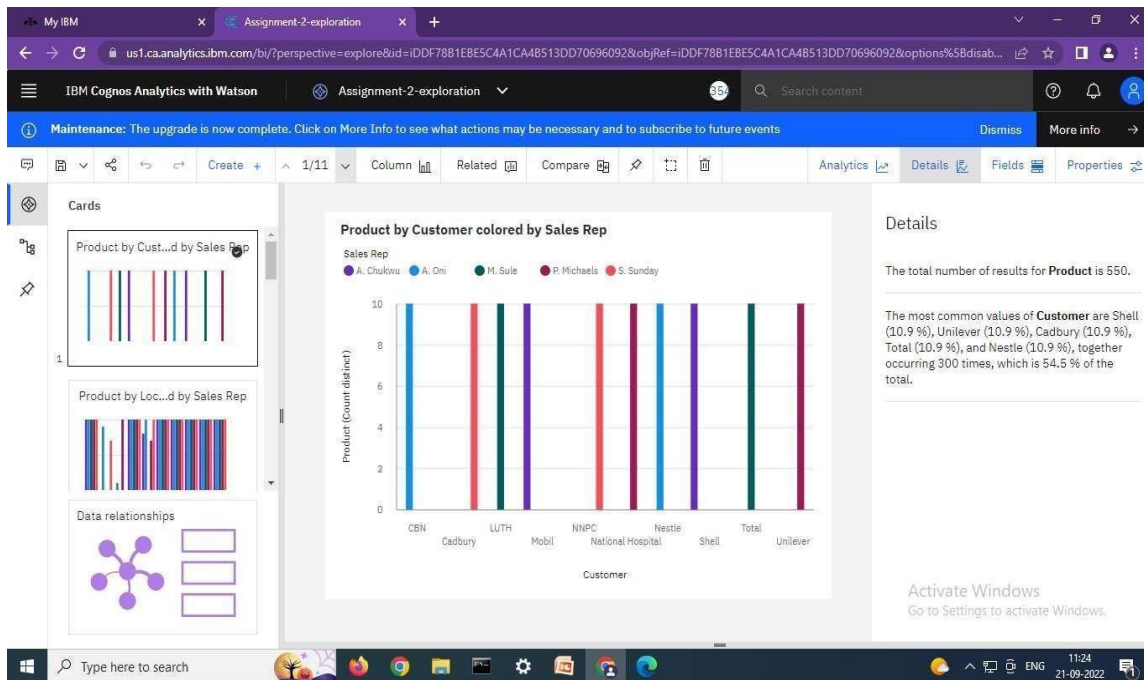 My IBM
Assignment-2-exploration
us1.ca.analytics.ibm.com/bi/?perspective=explore&id=iDDF78B1EBE5C4A1CA4B513DD70696092&objRef=iDDF78B1EBE5C4A1CA4B513DD70696092&options%5Bdisab...
IBM Cognos Analytics with Watson
Assignment-2-exploration
354
Search content
Maintenance: The upgrade is now complete. Click on More Info to see what actions may be necessary and to subscribe to future events
Dismiss
More info
Create + 1/11 Column Related Compare
Analytics Details Fields Properties
Cards
Product by Cust...d by Sales Rep
1
Product by Loc...d by Sales Rep
Data relationships
Product by Customer colored by Sales Rep
Sales Rep
A. Chukwu A. Oni M. Sule P. Michaels S. Sunday
Product (Count distinct)
10
8
6
4
2
0
CBN LUTH NNPC Nestle Total
Cadbury Mobil National Hospital Shell Unilever
Customer
Details
The total number of results for Product is 550.
The most common values of Customer are Shell
(10.9 %), Unilever (10.9 %), Cadbury (10.9 %),
Total (10.9 %), and Nestle (10.9 %), together
occurring 300 times, which is 54.5 % of the
total.
Activate Windows
Go to Settings to activate Windows.
Type here to search
ENG
11:24
21-09-2022
1